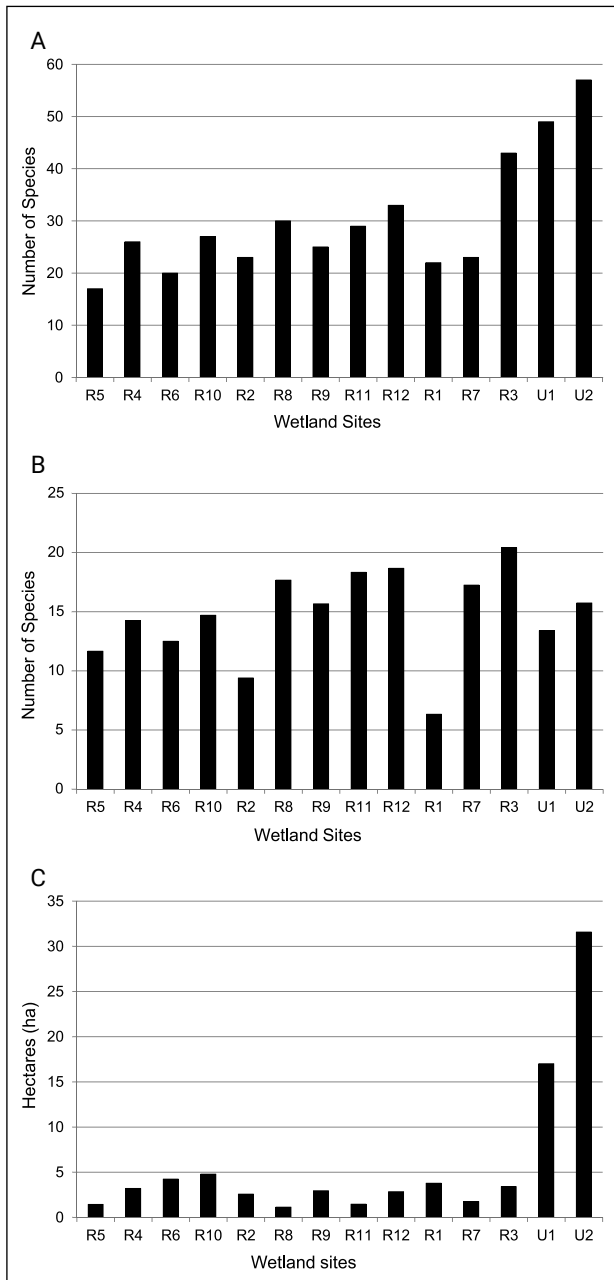 A
60
50
40
30
20
10
0
Number of Species
R5 R4 R6 R10 R2 R8 R9 R11 R12 R1 R7 R3 U1 U2
Wetland Sites
B
25
20
15
10
5
0
Number of Species
R5 R4 R6 R10 R2 R8 R9 R11 R12 R1 R7 R3 U1 U2
Wetland Sites
C
35
30
25
20
15
10
5
0
Hectares (ha)
R5 R4 R6 R10 R2 R8 R9 R11 R12 R1 R7 R3 U1 U2
Wetland sites